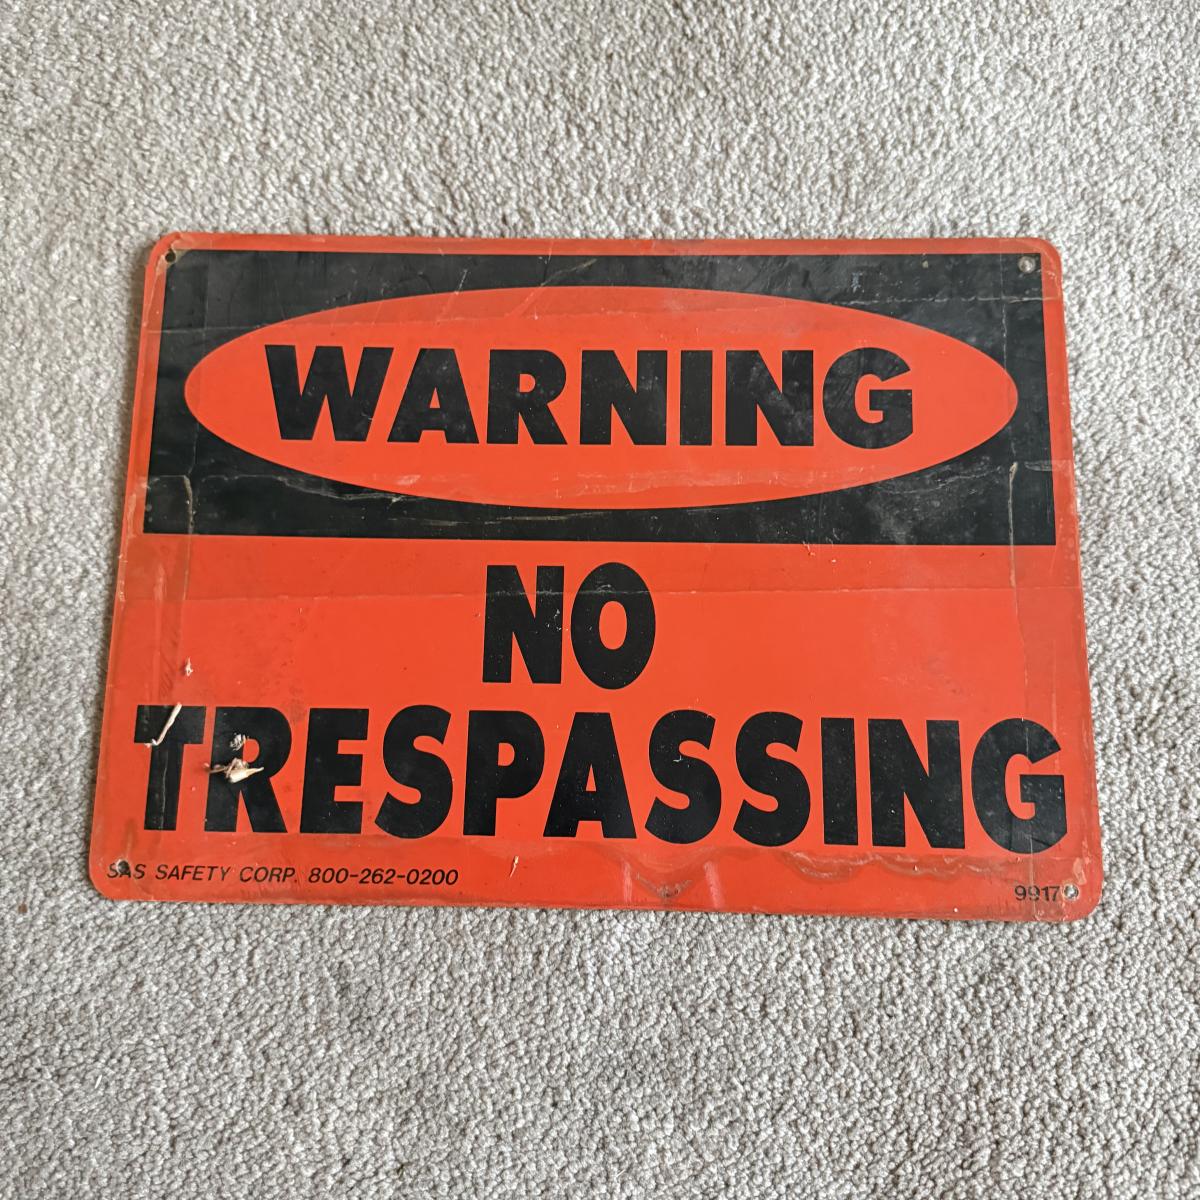 WARNING
NO
TRESPASSING
SAS SAFETY CORP. 800-262-0200
9917